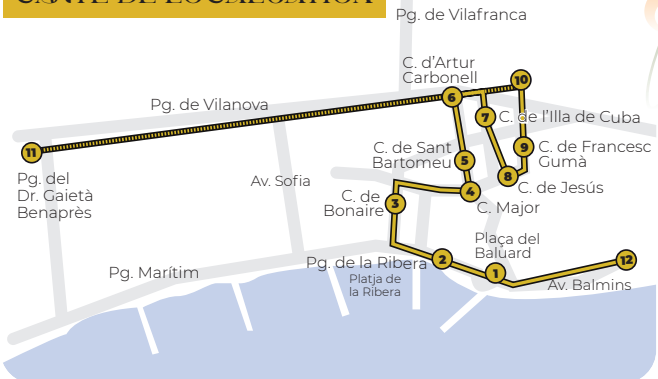 Pg. de Vilafranca
C. d'Artur
Carbonell
10
6
Pg. de Vilanova
7
C. de l'Illa de Cuba
11
C. de Sant
Bartomeu
5
9
C. de Francesc
Gumà
Pg. del
Dr. Gaietà
Benaprès
Av. Sofia
8
C. de Jesús
4
C. Major
C. de
Bonaire
3
Plaça del
Baluard
Pg. Marítim
Pg. de la Ribera
2
1
12
Platja de
la Ribera
Av. Balmins